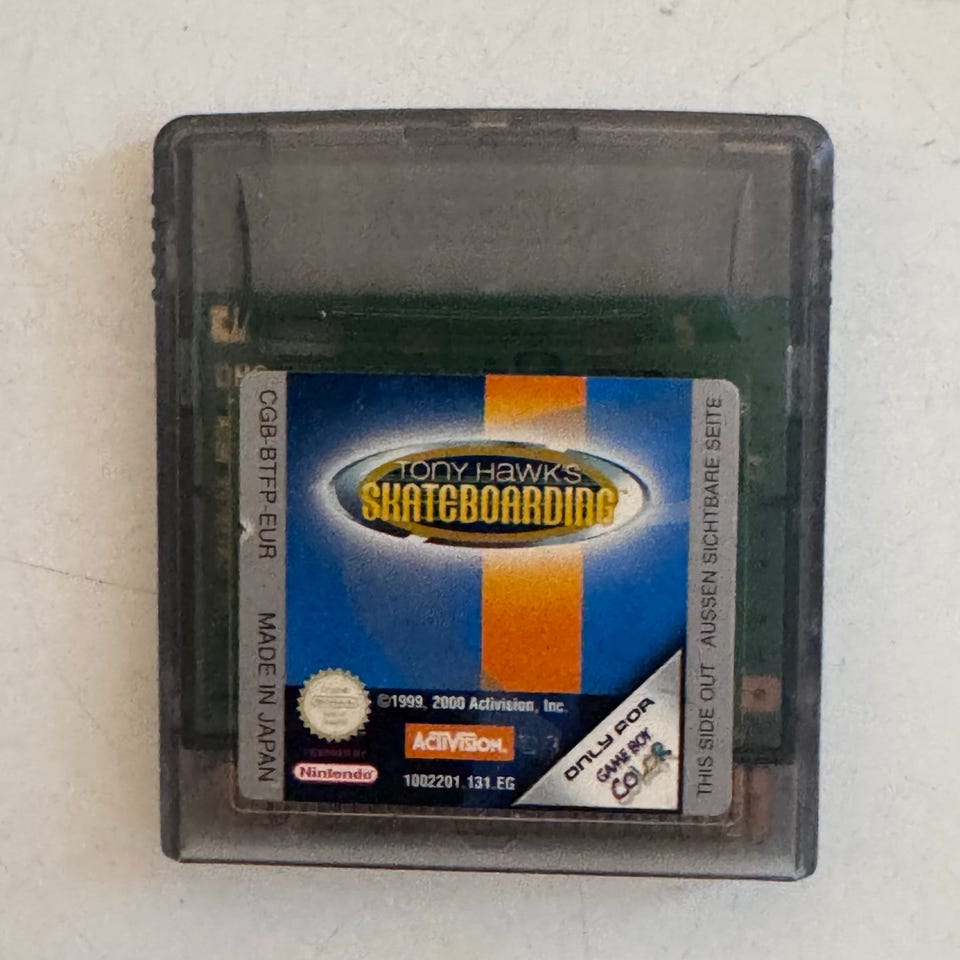 TONY HAWK'S
SKATEBOARDING
CGB-BTFP-EUR MADE IN JAPAN
©1999, 2000 Activision, Inc.
ACTIVISION
Nintendo
1002201.131.EG
ONLY FOR
GAME BOY
COLOR
THIS SIDE OUT AUSSEN SICHTBARE SEITE